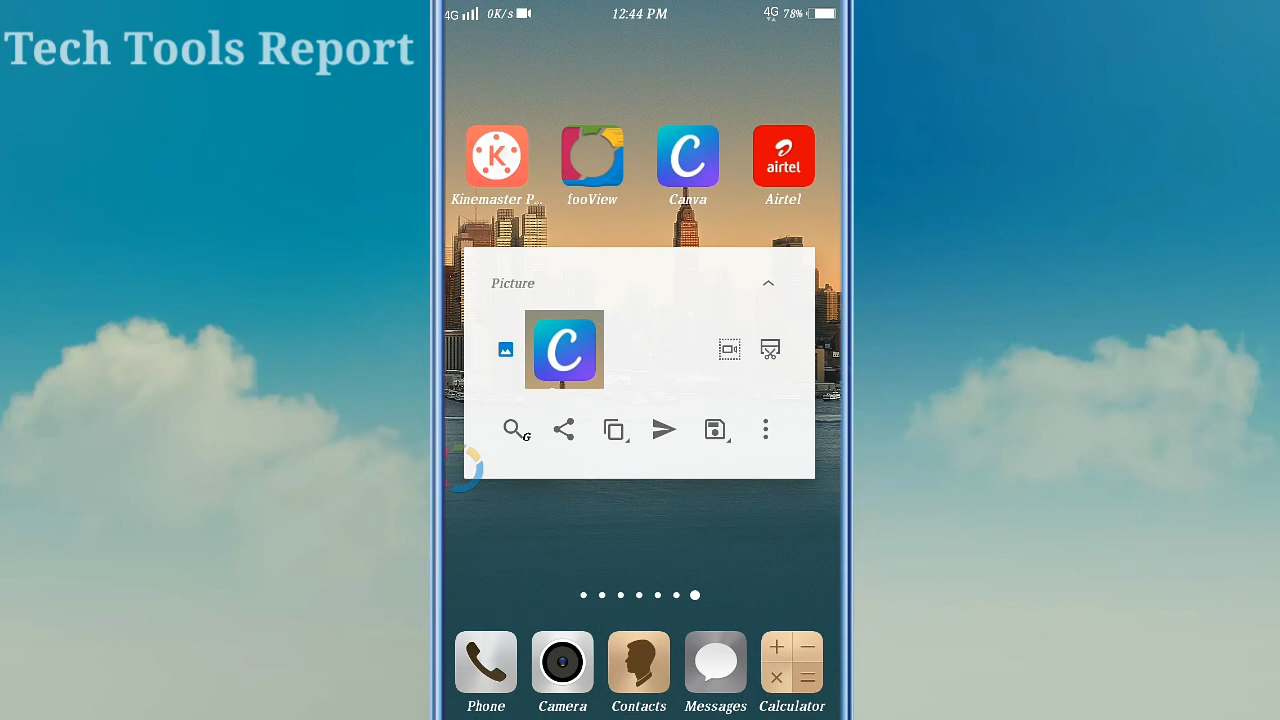 Tech Tools Report
4G 0K/s 12:44 PM 4G 78%
K C airtel
Kinemaster P... fooView Canva Airtel
Picture
C
G
Phone Camera Contacts Messages Calculator